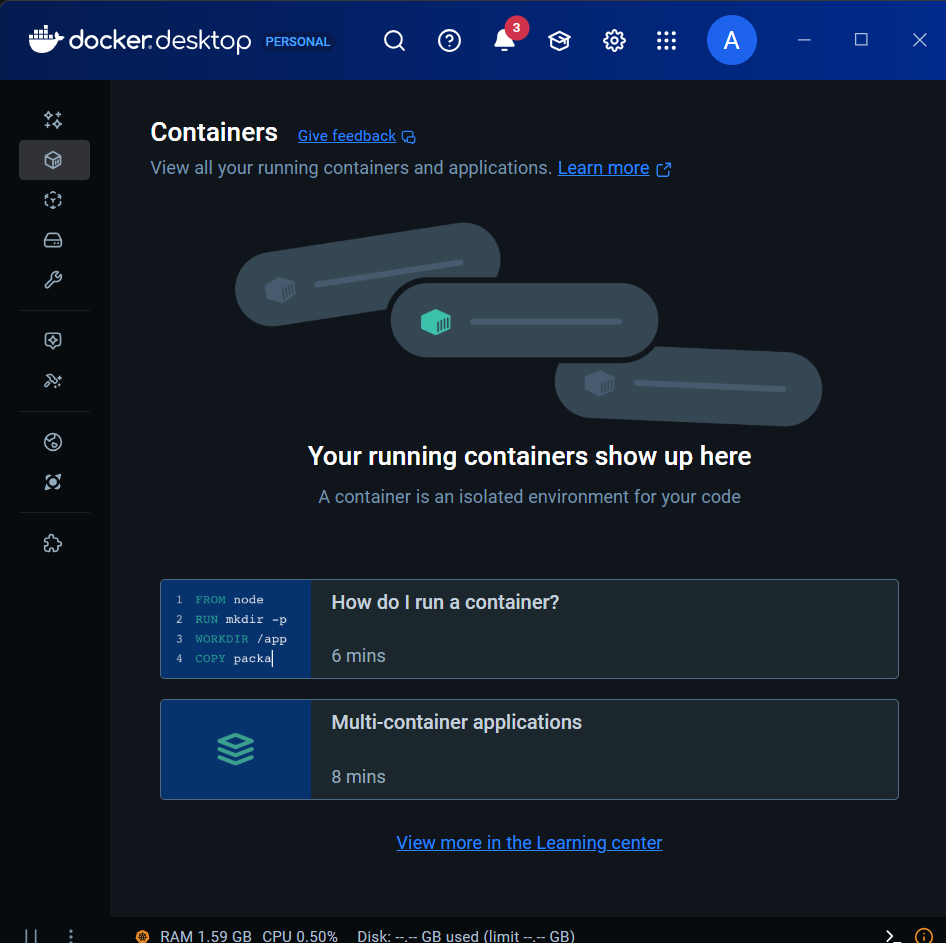 docker.desktop PERSONAL 3 A
Containers Give feedback
View all your running containers and applications. Learn more
Your running containers show up here
A container is an isolated environment for your code
1 FROM node
2 RUN mkdir -p
3 WORKDIR /app
4 COPY packa
How do I run a container?
6 mins
Multi-container applications
8 mins
View more in the Learning center
RAM 1.59 GB CPU 0.50% Disk: --.-- GB used (limit --.-- GB)